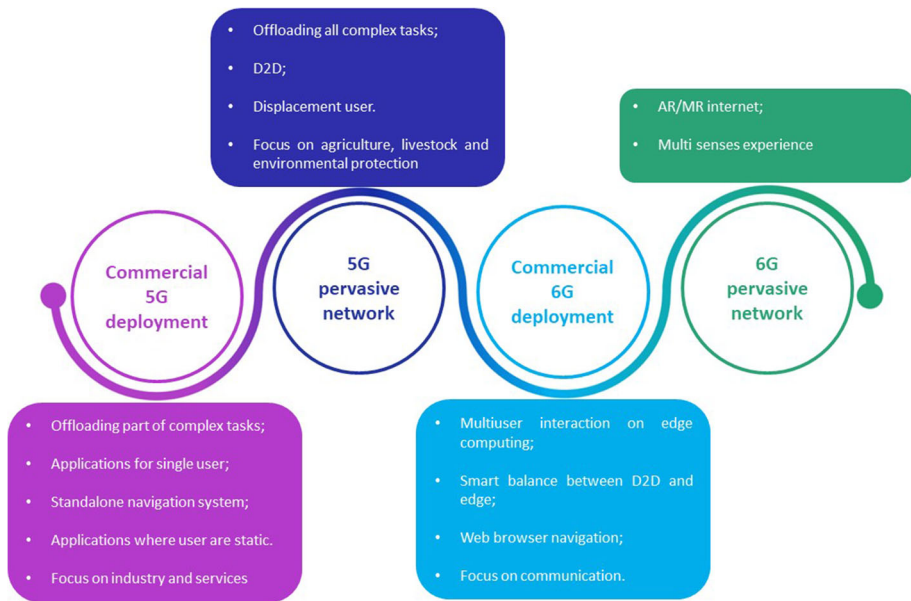 • Offloading all complex tasks;
• D2D;
• Displacement user.
• Focus on agriculture, livestock and
environmental protection
• AR/MR internet;
• Multi senses experience
Commercial
5G
deployment
5G
pervasive
network
Commercial
6G
deployment
6G
pervasive
network
• Offloading part of complex tasks;
• Applications for single user;
• Standalone navigation system;
• Applications where user are static.
• Focus on industry and services
• Multiuser interaction on edge
computing;
• Smart balance between D2D and
edge;
• Web browser navigation;
• Focus on communication.